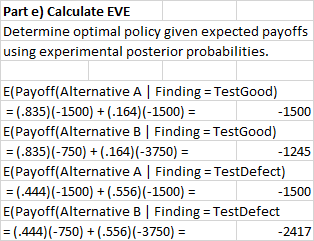 Part e) Calculate EVE
Determine optimal policy given expected payoffs
using experimental posterior probabilities.
E(Payoff(Alternative A | Finding = TestGood)
= (.835)(-1500) + (.164)(-1500) = -1500
E(Payoff(Alternative B | Finding = TestGood)
= (.835)(-750) + (.164)(-3750) = -1245
E(Payoff(Alternative A | Finding = TestDefect)
= (.444)(-1500) + (.556)(-1500) = -1500
E(Payoff(Alternative B | Finding = TestDefect
= (.444)(-750) + (.556)(-3750) = -2417